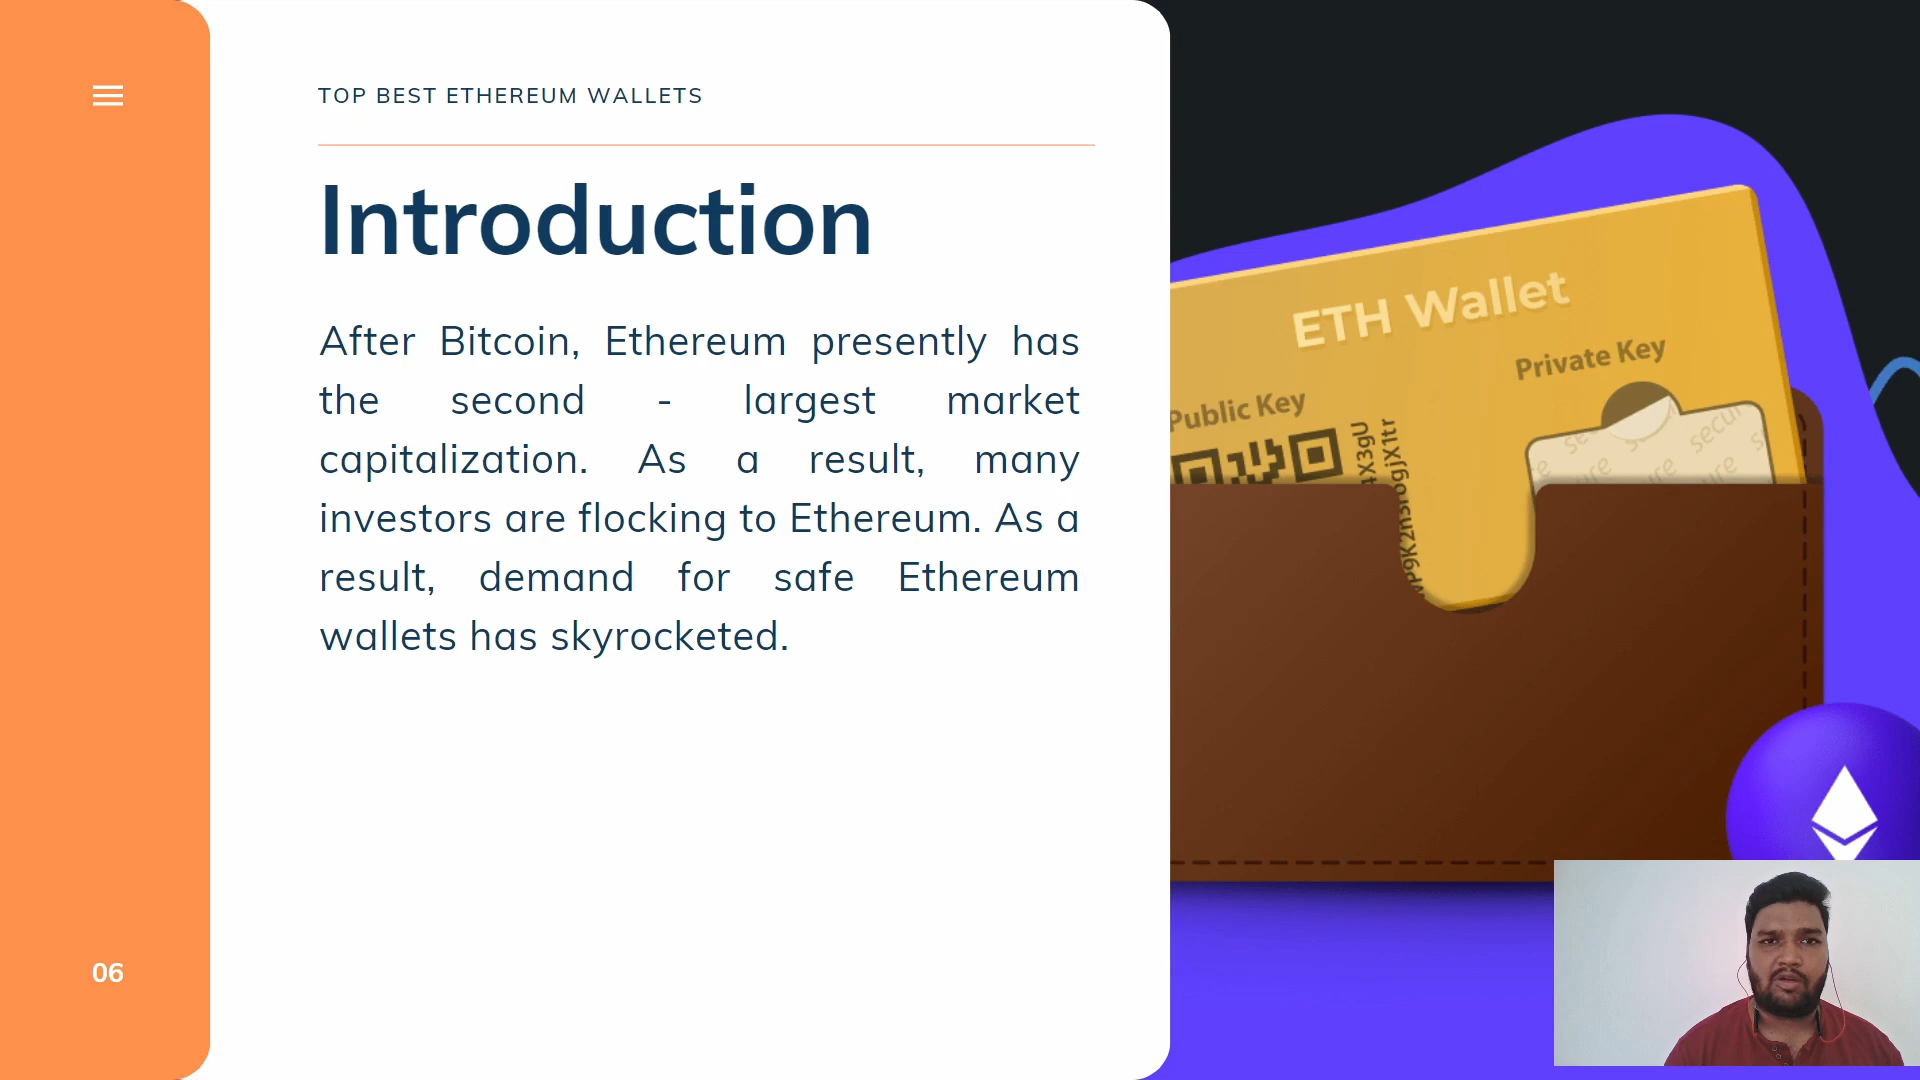 TOP BEST ETHEREUM WALLETS
Introduction
After Bitcoin, Ethereum presently has
the second - largest market
capitalization. As a result, many
investors are flocking to Ethereum. As a
result, demand for safe Ethereum
wallets has skyrocketed.
06
ETH Wallet
Private Key
Public Key